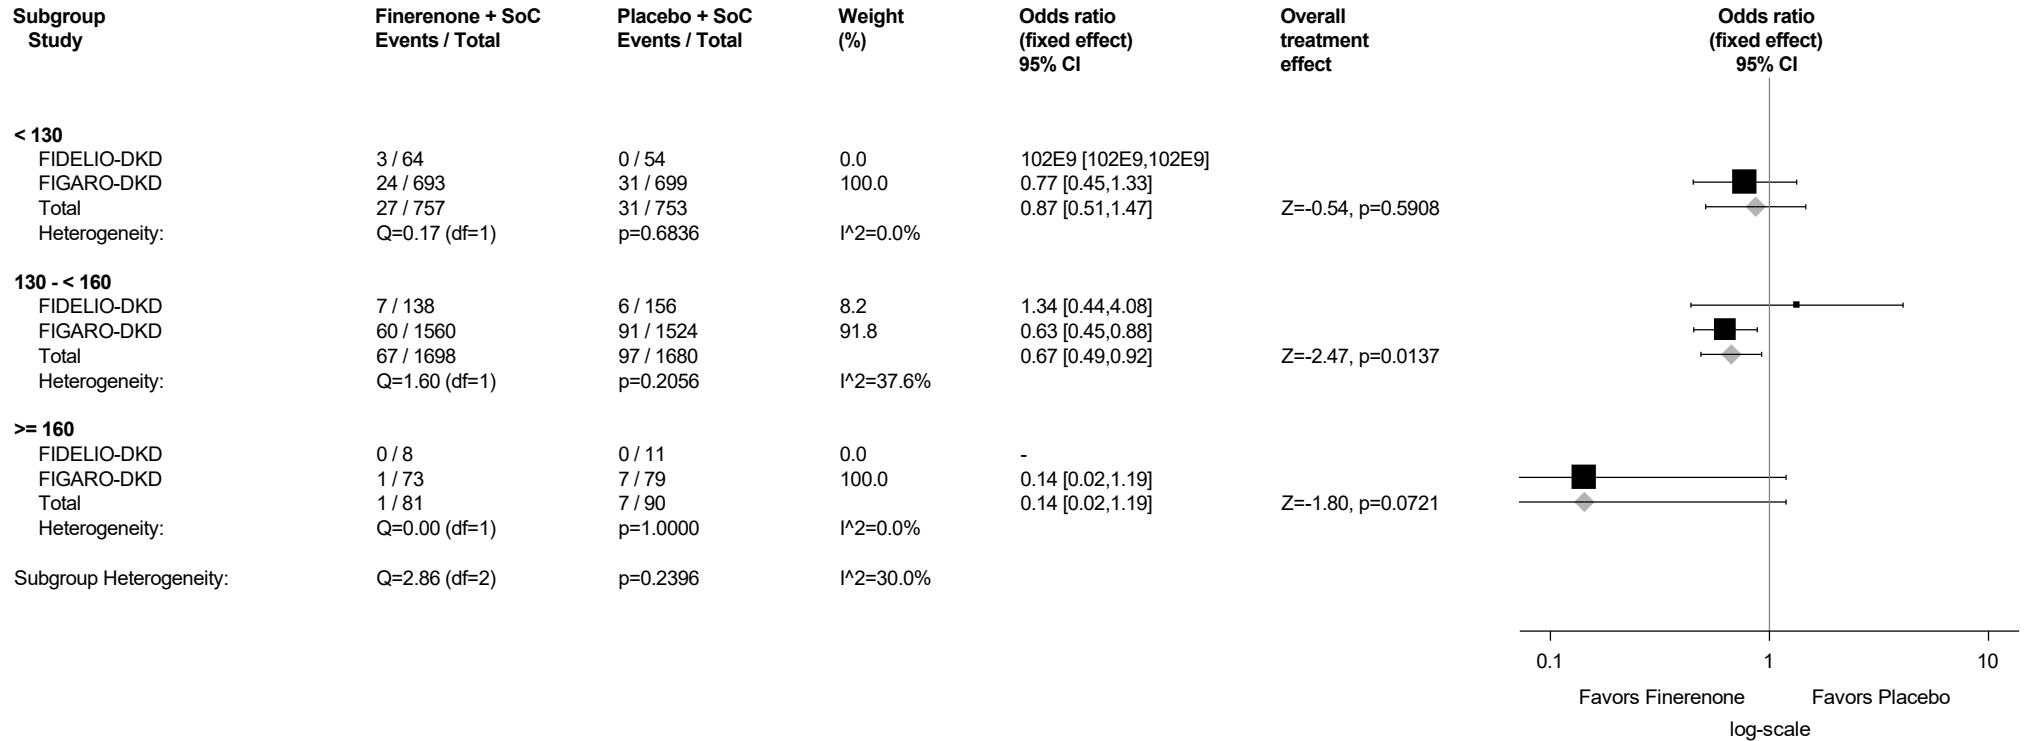 Subgroup Finerenone + SoC Placebo + SoC Weight Odds ratio Overall Odds ratio
Study Events / Total Events / Total (%) (fixed effect) treatment (fixed effect)
95% CI effect 95% CI
< 130
FIDELIO-DKD 3 / 64 0 / 54 0.0 102E9 [102E9,102E9]
FIGARO-DKD 24 / 693 31 / 699 100.0 0.77 [0.45,1.33]
Total 27 / 757 31 / 753 0.87 [0.51,1.47] Z=-0.54, p=0.5908
Heterogeneity: Q=0.17 (df=1) p=0.6836 I^2=0.0%
130 - < 160
FIDELIO-DKD 7 / 138 6 / 156 8.2 1.34 [0.44,4.08]
FIGARO-DKD 60 / 1560 91 / 1524 91.8 0.63 [0.45,0.88]
Total 67 / 1698 97 / 1680 0.67 [0.49,0.92] Z=-2.47, p=0.0137
Heterogeneity: Q=1.60 (df=1) p=0.2056 I^2=37.6%
>= 160
FIDELIO-DKD 0 / 8 0 / 11 0.0 -
FIGARO-DKD 1 / 73 7 / 79 100.0 0.14 [0.02,1.19]
Total 1 / 81 7 / 90 0.14 [0.02,1.19] Z=-1.80, p=0.0721
Heterogeneity: Q=0.00 (df=1) p=1.0000 I^2=0.0%
Subgroup Heterogeneity: Q=2.86 (df=2) p=0.2396 I^2=30.0%
0.1 1 10
Favors Finerenone Favors Placebo
log-scale